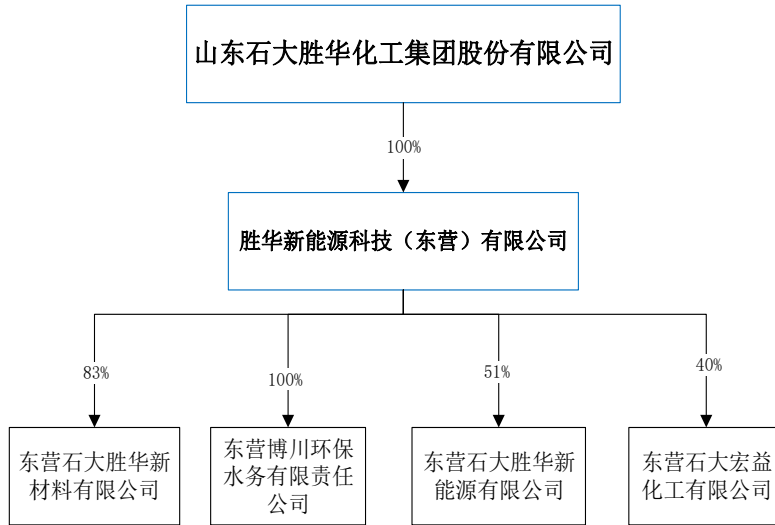 山东石大胜华化工集团股份有限公司
100%
胜华新能源科技（东营）有限公司
83%
100%
51%
40%
东营石大胜华新
材料有限公司
东营博川环保
水务有限责任
公司
东营石大胜华新
能源有限公司
东营石大宏益
化工有限公司